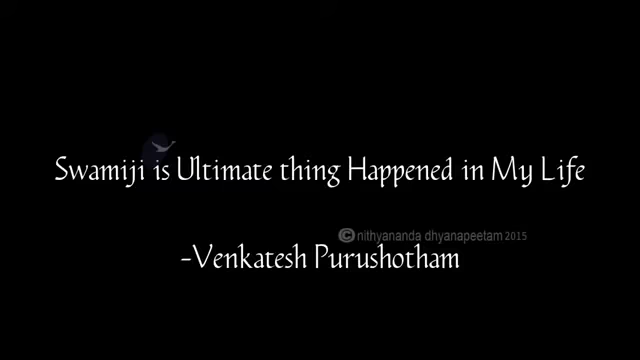 Swamiji is Ultimate thing Happened in My Life
© nithyananda dhyanapeetam 2015
-Venkatesh Purushotham